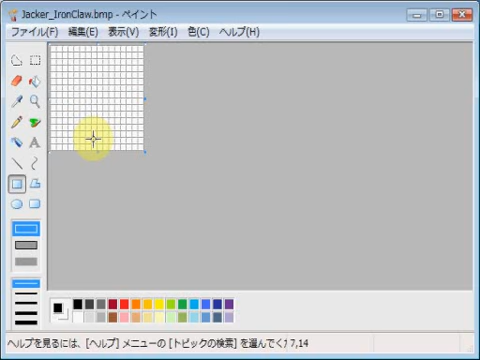 Jacker_IronClaw.bmp - ペイント
ファイル(F) 編集(E) 表示(V) 変形(I) 色(C) ヘルプ(H)
A
ヘルプを見るには、[ヘルプ] メニューの [トピックの検索] を選んでく
7,14